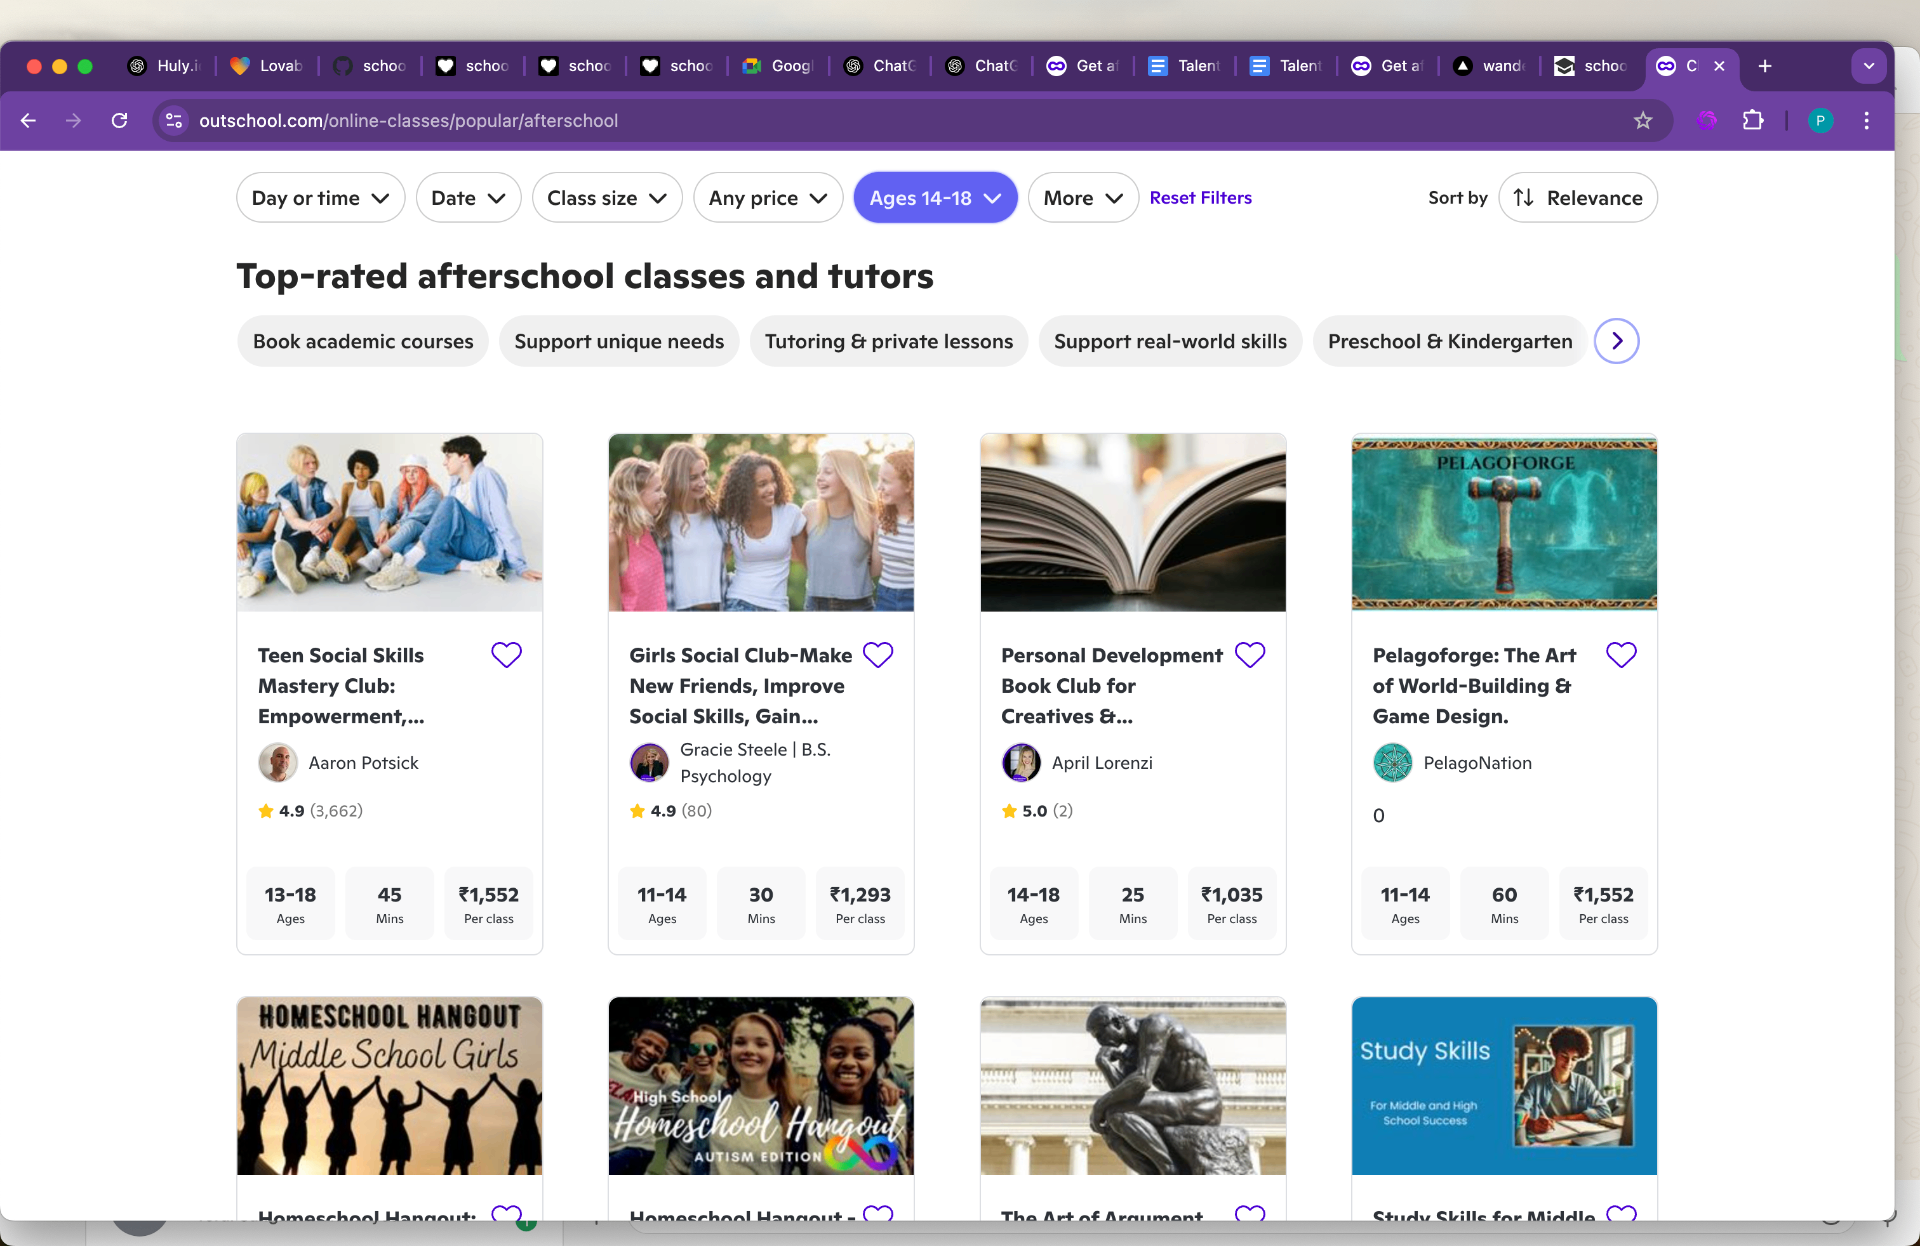 Huly.i
Lovab
schoo
schoo
schoo
schoo
Googl
ChatG
ChatG
Get af
Talent
Talent
Get af
wand
schoo
C
outschool.com/online-classes/popular/afterschool
P
Day or time
Date
Class size
Any price
Ages 14-18
More
Reset Filters
Sort by
Relevance
Top-rated afterschool classes and tutors
Book academic courses
Support unique needs
Tutoring & private lessons
Support real-world skills
Preschool & Kindergarten
Teen Social Skills
Mastery Club:
Empowerment,...
Aaron Potsick
4.9 (3,662)
13-18
Ages
45
Mins
₹1,552
Per class
Girls Social Club-Make
New Friends, Improve
Social Skills, Gain...
Gracie Steele | B.S.
Psychology
4.9 (80)
11-14
Ages
30
Mins
₹1,293
Per class
Personal Development
Book Club for
Creatives &...
April Lorenzi
5.0 (2)
14-18
Ages
25
Mins
₹1,035
Per class
PELAGOFORGE
Pelagoforge: The Art
of World-Building &
Game Design.
PelagoNation
0
11-14
Ages
60
Mins
₹1,552
Per class
HOMESCHOOL HANGOUT
Middle School Girls
Homeschool Hangout:
High School
Homeschool Hangout
AUTISM EDITION
Homeschool Hangout -
The Art of Argument
Study Skills
For Middle and High
School Success
Study Skills for Middle